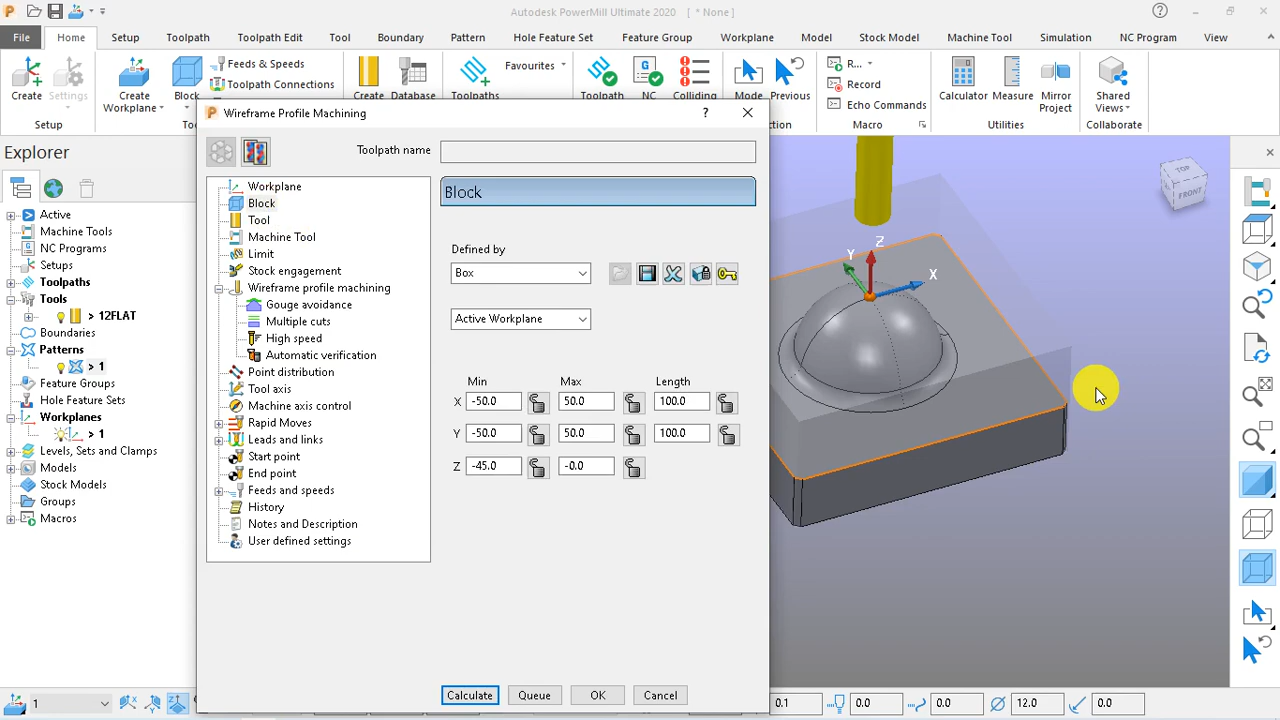 Autodesk PowerMill Ultimate 2020 [ * None ]
File Home Setup Toolpath Toolpath Edit Tool Boundary Pattern Hole Feature Set Feature Group Workplane Model Stock Model Machine Tool Simulation NC Program View
Create
Settings
Setup
Create Workplane
Block
Feeds & Speeds
Toolpath Connections
Create
Database
Toolpaths
Favourites
Toolpath
NC
Colliding
Mode
Previous
R...
Record
Echo Commands
Macro
Calculator
Measure
Mirror Project
Utilities
Shared Views
Collaborate
Explorer
Active
Machine Tools
NC Programs
Setups
Toolpaths
Tools
> 12FLAT
Boundaries
Patterns
> 1
Feature Groups
Hole Feature Sets
Workplanes
> 1
Levels, Sets and Clamps
Models
Stock Models
Groups
Macros
Wireframe Profile Machining ?
Toolpath name
Workplane
Block
Tool
Machine Tool
Limit
Stock engagement
Wireframe profile machining
Gouge avoidance
Multiple cuts
High speed
Automatic verification
Point distribution
Tool axis
Machine axis control
Rapid Moves
Leads and links
Start point
End point
Feeds and speeds
History
Notes and Description
User defined settings
Block
Defined by
Box
Active Workplane
Min Max Length
X -50.0 50.0 100.0
Y -50.0 50.0 100.0
Z -45.0 -0.0
Calculate Queue OK Cancel
TOP
FRONT
Z
Y
X
1
0.1 0.0 0.0 12.0 0.0